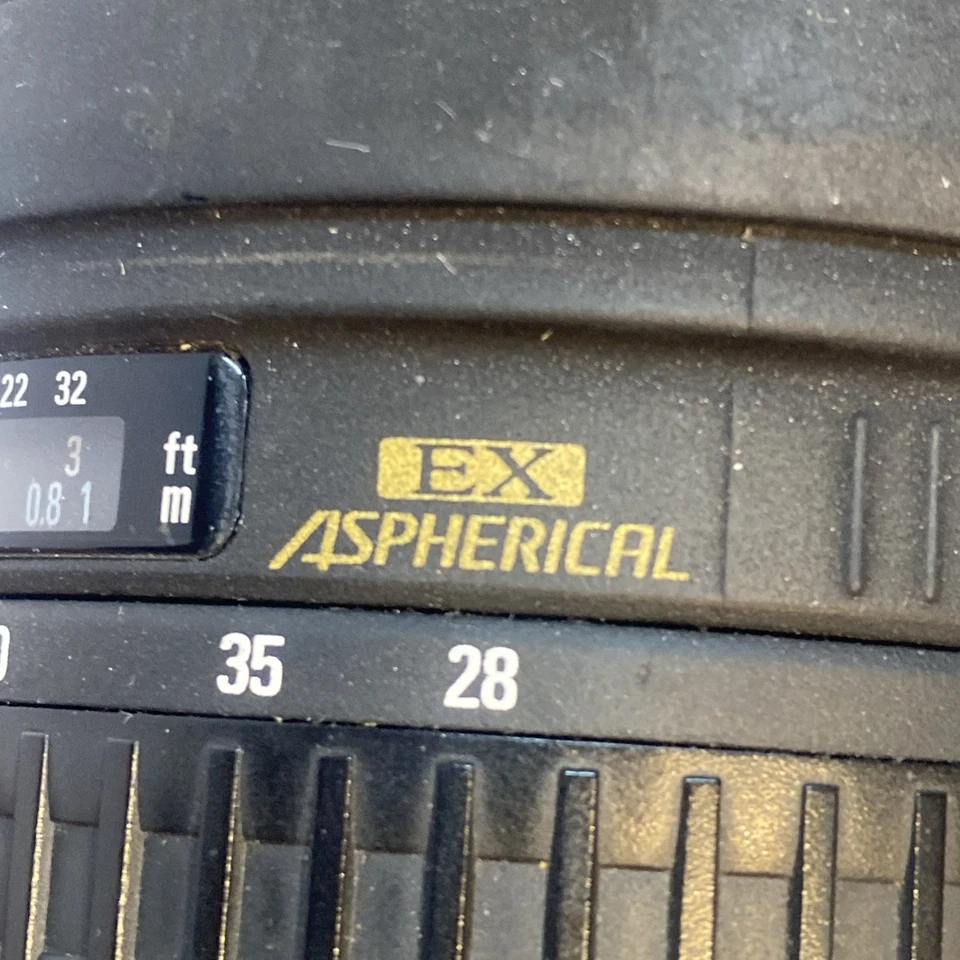 22 32
3 ft
0.8 1 m
EX
ASPHERICAL
35 28